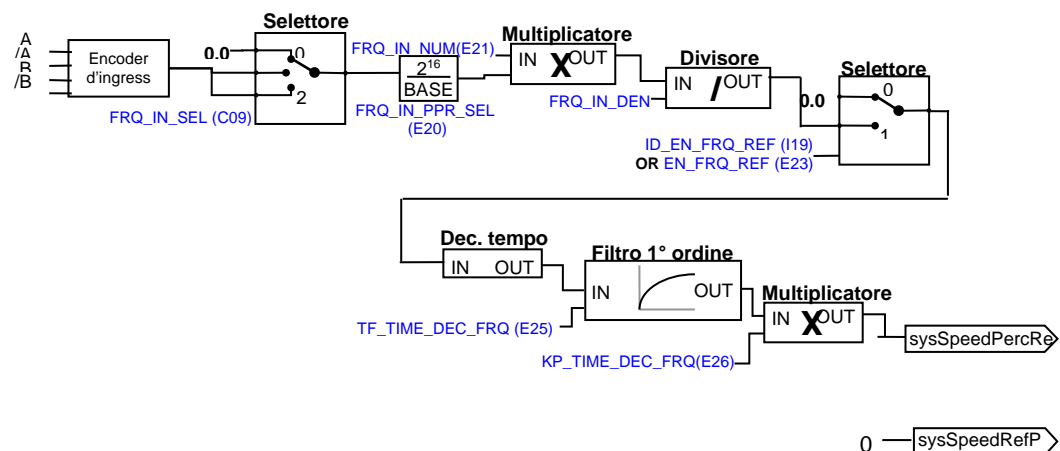 A
/A
B
/B
Encoder
d'ingress
Selettore
0.0
0
2
FRQ_IN_SEL (C09)
2^16
BASE
FRQ_IN_PPR_SEL
(E20)
FRQ_IN_NUM(E21)
Multiplicatore
IN X OUT
FRQ_IN_DEN
Divisore
IN / OUT
Selettore
0.0
0
1
ID_EN_FRQ_REF (I19)
OR EN_FRQ_REF (E23)
Dec. tempo
IN OUT
Filtro 1° ordine
IN OUT
TF_TIME_DEC_FRQ (E25)
Multiplicatore
IN X OUT
KP_TIME_DEC_FRQ(E26)
sysSpeedPercRe
0 sysSpeedRefP